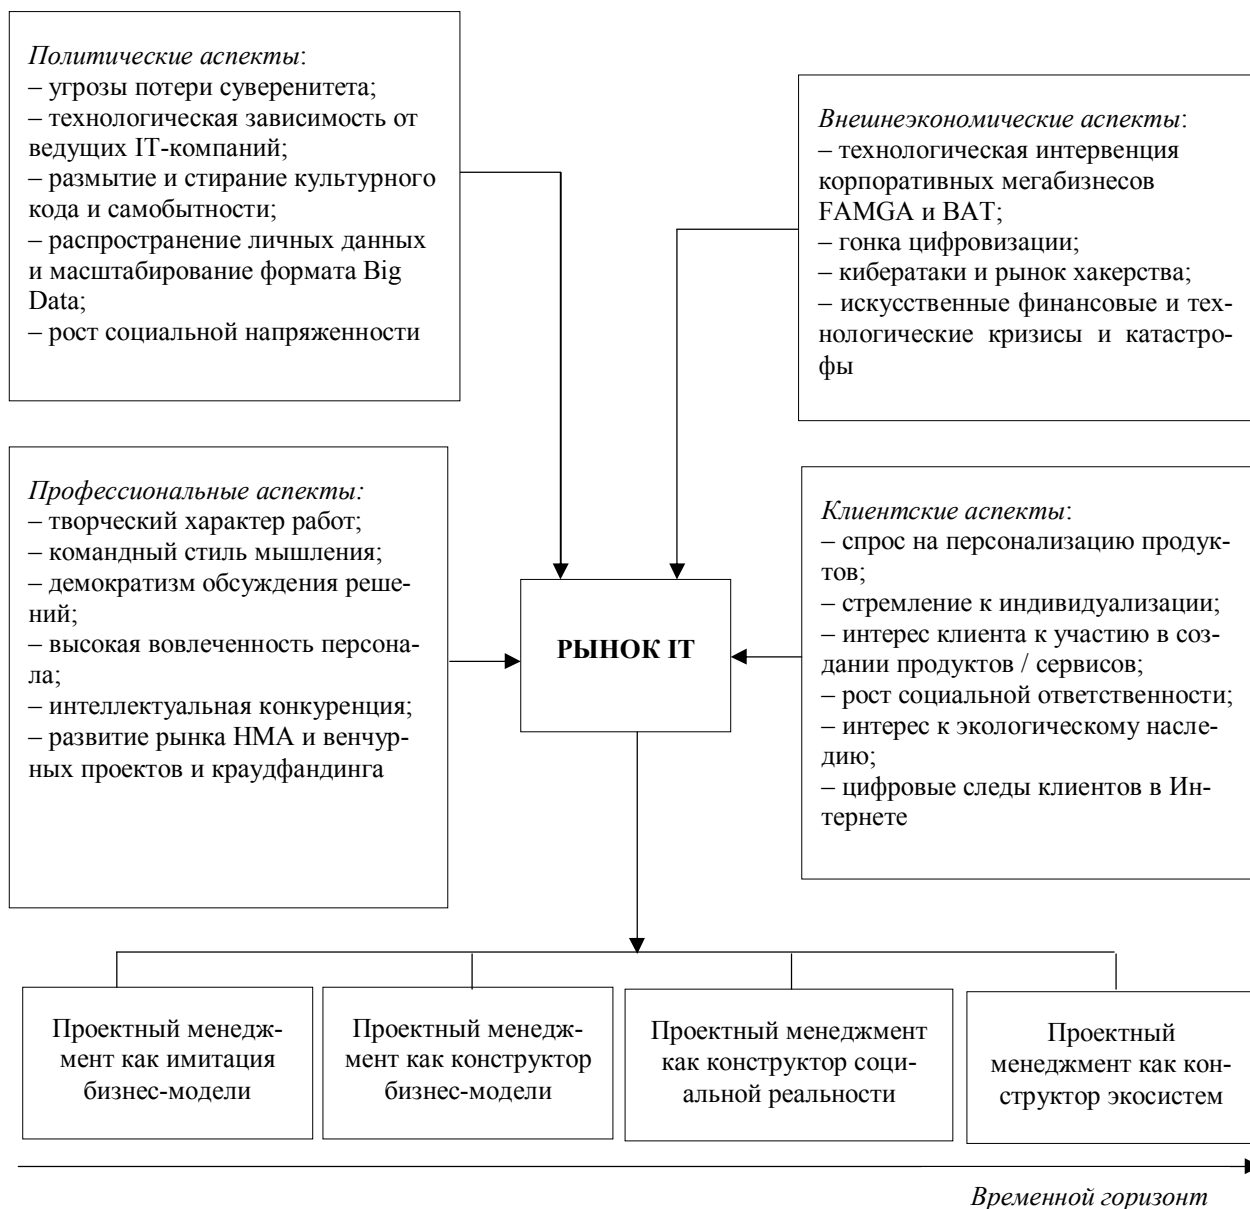 Политические аспекты:
– угрозы потери суверенитета;
– технологическая зависимость от
ведущих IT-компаний;
– размытие и стирание культурного
кода и самобытности;
– распространение личных данных
и масштабирование формата Big
Data;
– рост социальной напряженности
Внешнеэкономические аспекты:
– технологическая интервенция
корпоративных мегабизнесов
FAMGA и BAT;
– гонка цифровизации;
– кибератаки и рынок хакерства;
– искусственные финансовые и тех-
нологические кризисы и катастро-
фы
Профессиональные аспекты:
– творческий характер работ;
– командный стиль мышления;
– демократизм обсуждения реше-
ний;
– высокая вовлеченность персона-
ла;
– интеллектуальная конкуренция;
– развитие рынка НМА и венчур-
ных проектов и краудфандинга
РЫНОК IT
Клиентские аспекты:
– спрос на персонализацию продук-
тов;
– стремление к индивидуализации;
– интерес клиента к участию в соз-
дании продуктов / сервисов;
– рост социальной ответственности;
– интерес к экологическому насле-
дию;
– цифровые следы клиентов в Ин-
тернете
Проектный менедж-
мент как имитация
бизнес-модели
Проектный менедж-
мент как конструктор
бизнес-модели
Проектный менеджмент
как конструктор соци-
альной реальности
Проектный
менеджмент как кон-
структор экосистем
Временной горизонт